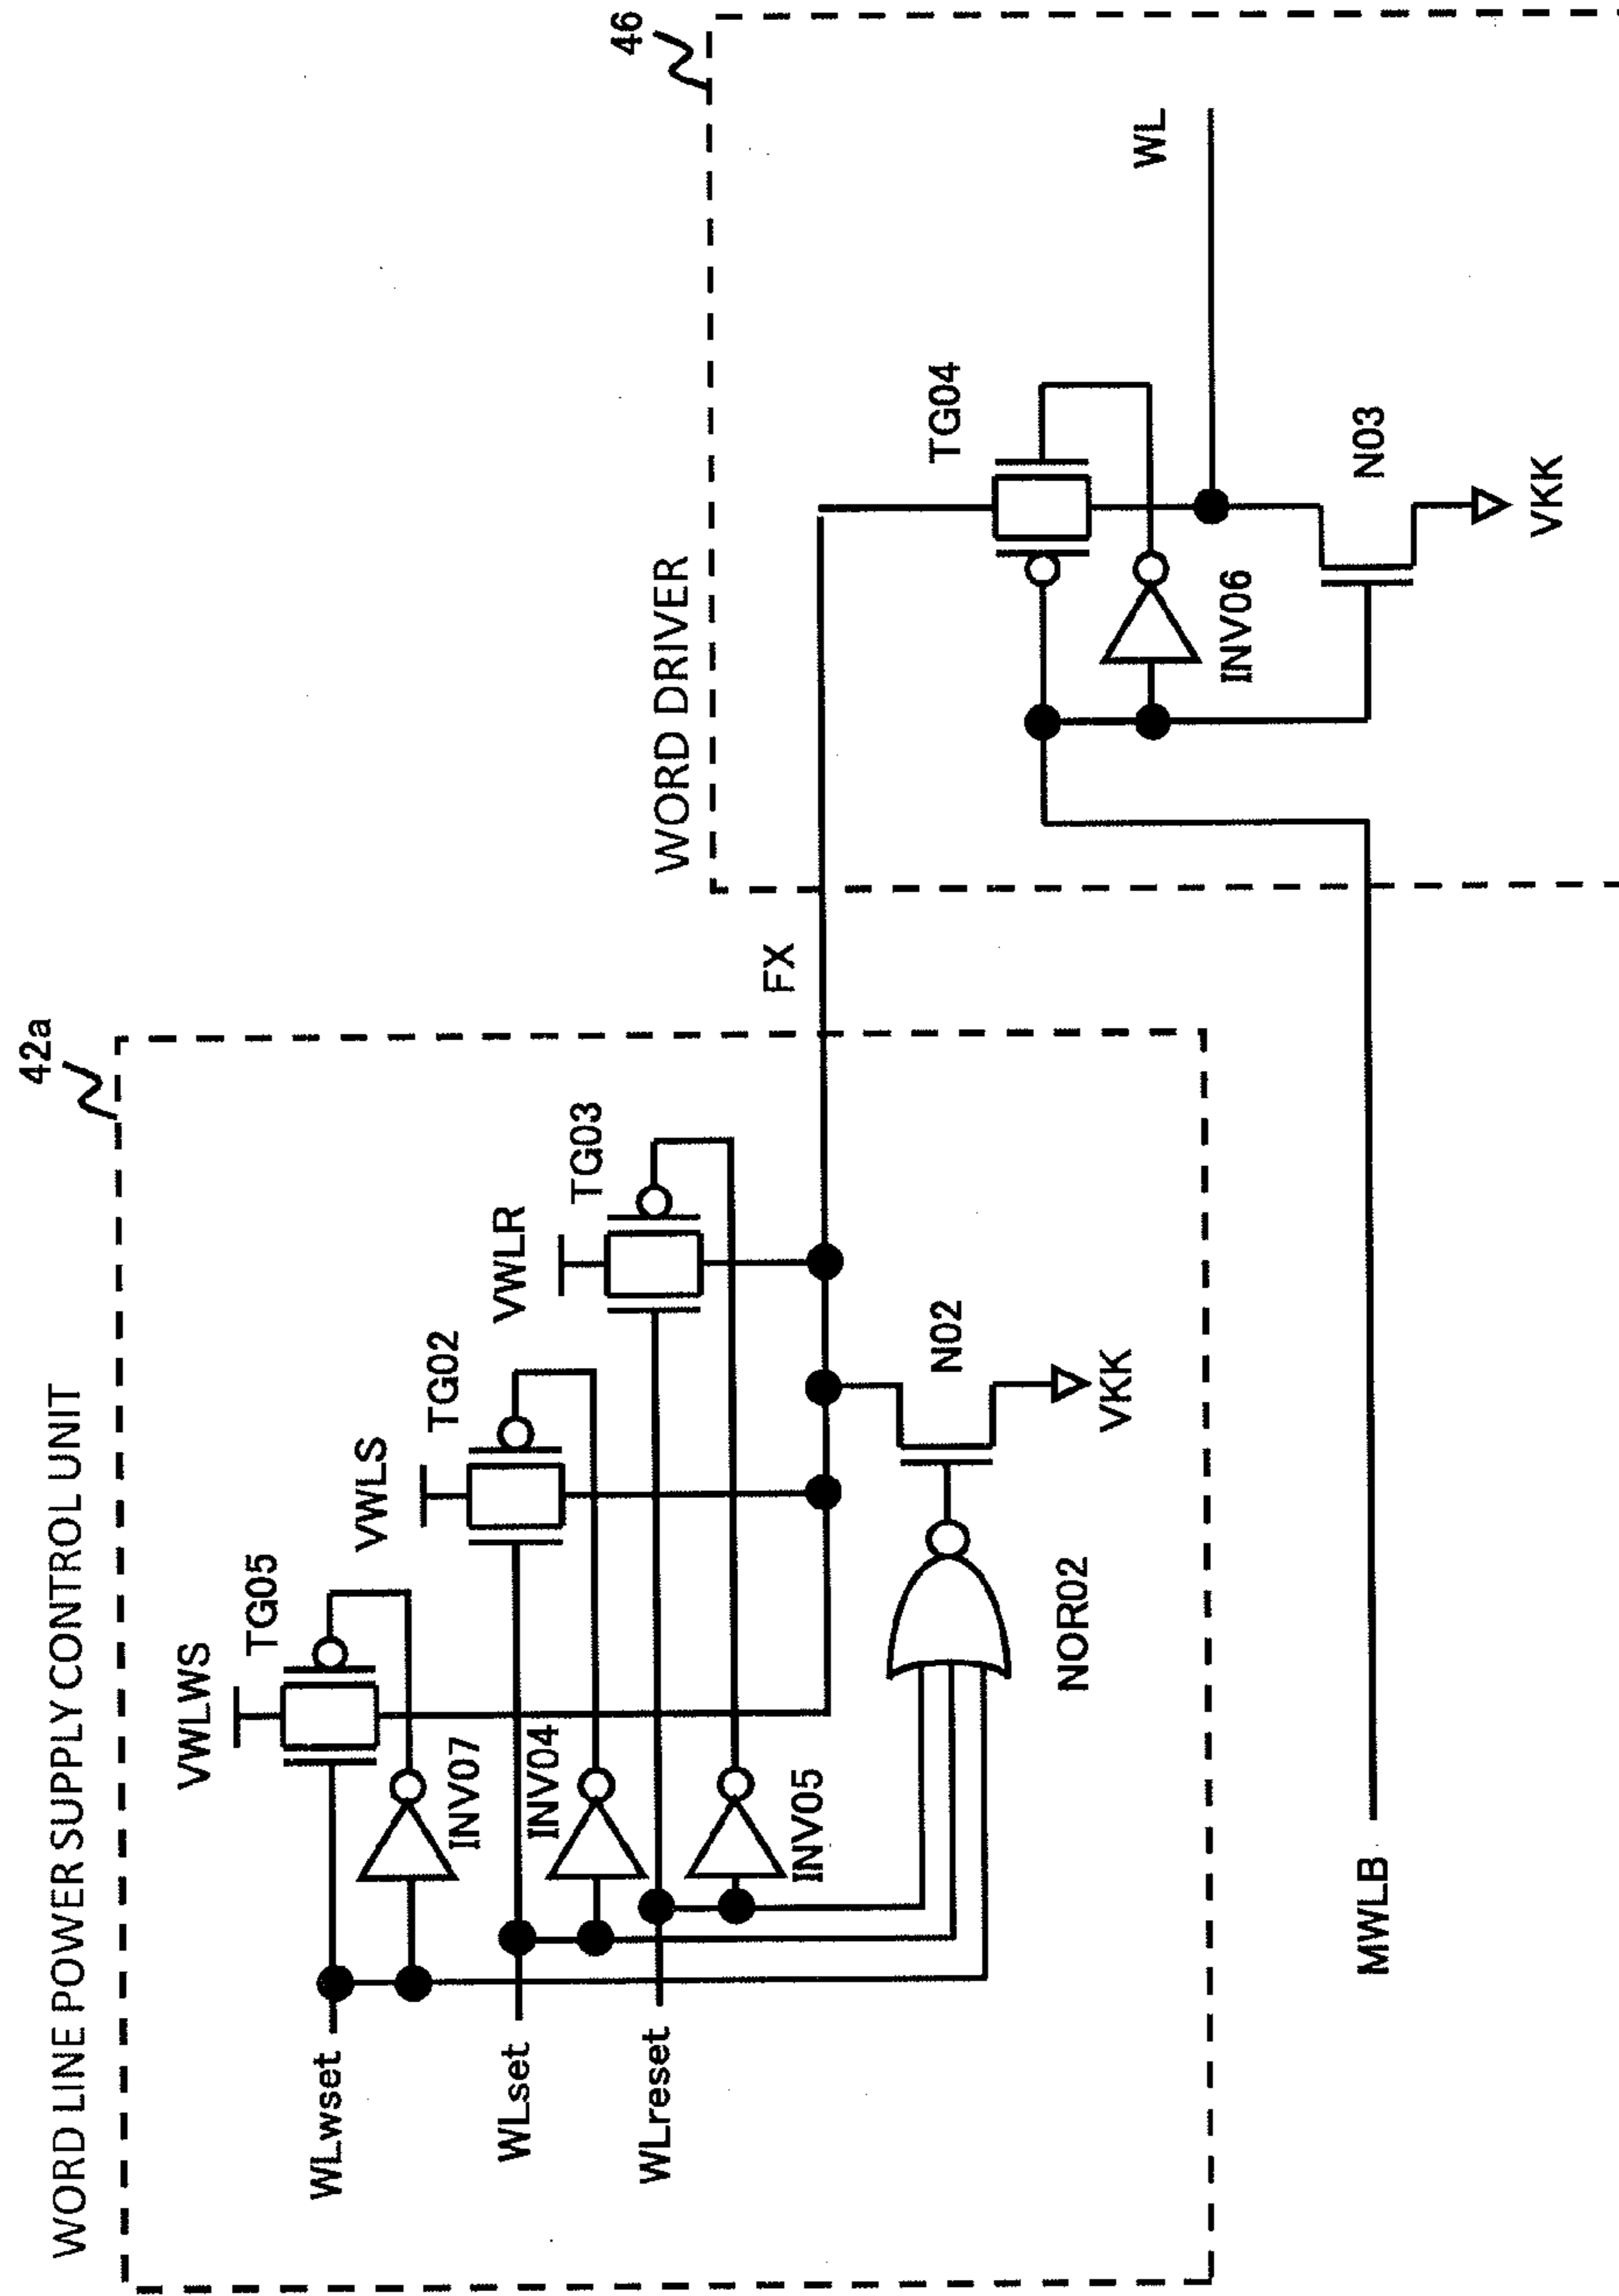 WORD LINE POWER SUPPLY CONTROL UNIT
42a
VWLWS
TG05
VWLS
TG02
VWLR
TG03
WLwset
INV07
WLset
INV04
WLreset
INV05
NOR02
N02
VKK
FX
MWLB
WORD DRIVER
46
TG04
INV06
WL
N03
VKK